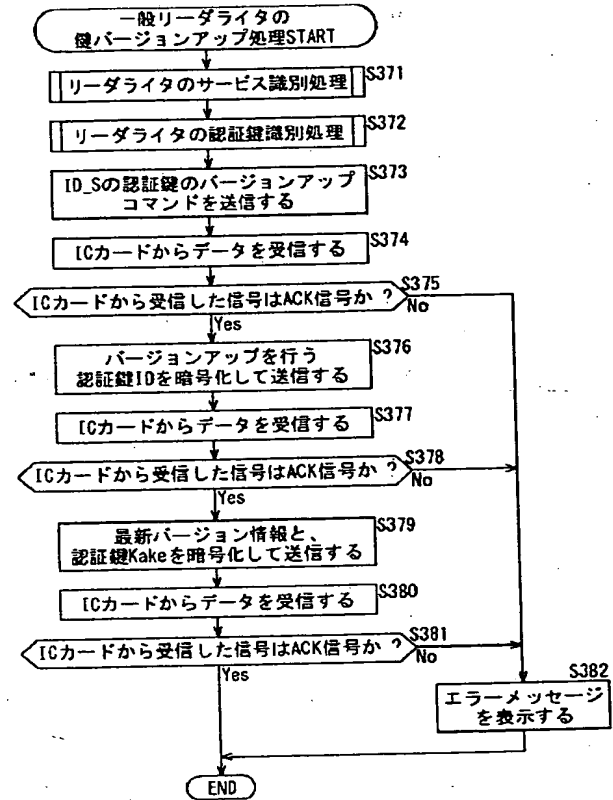 一般リーダライタの
鍵バージョンアップ処理START
リーダライタのサービス識別処理
S371
リーダライタの認証鍵識別処理
S372
ID_Sの認証鍵のバージョンアップ
コマンドを送信する
S373
ICカードからデータを受信する
S374
ICカードから受信した信号はACK信号か ?
S375
No
Yes
バージョンアップを行う
認証鍵IDを暗号化して送信する
S376
ICカードからデータを受信する
S377
ICカードから受信した信号はACK信号か ?
S378
No
Yes
最新バージョン情報と、
認証鍵Kakeを暗号化して送信する
S379
ICカードからデータを受信する
S380
ICカードから受信した信号はACK信号か ?
S381
No
Yes
S382
エラーメッセージ
を表示する
END